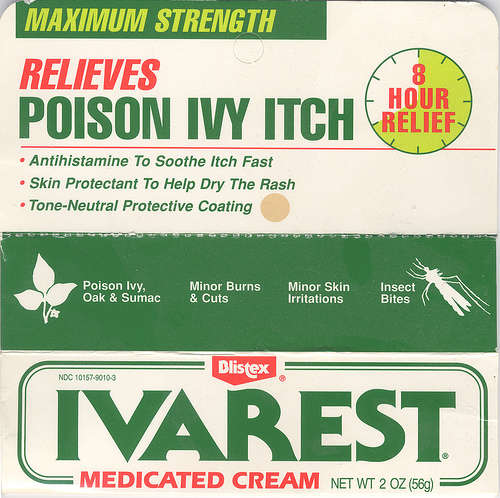 MAXIMUM STRENGTH
RELIEVES
POISON IVY ITCH
8
HOUR
RELIEF
• Antihistamine To Soothe Itch Fast
• Skin Protectant To Help Dry The Rash
• Tone-Neutral Protective Coating
Poison Ivy,
Oak & Sumac
Minor Burns
& Cuts
Minor Skin
Irritations
Insect
Bites
Blistex ®
NDC 10157-9010-3
IVAREST®
MEDICATED CREAM NET WT 2 OZ (56g)